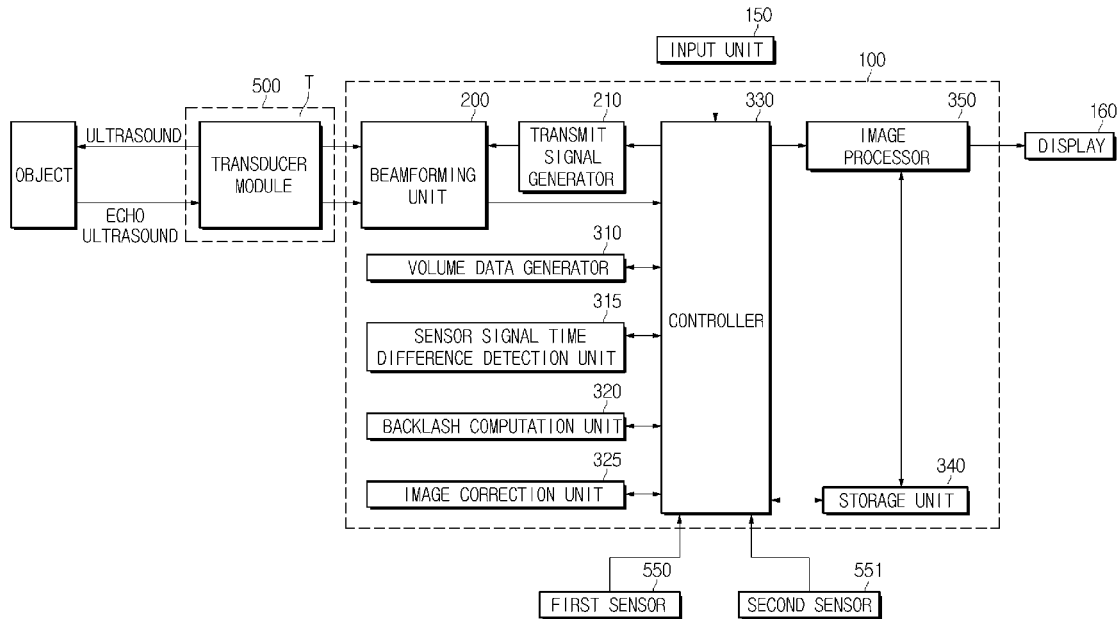 150
INPUT UNIT
100
500
T
200
210
330
350
160
OBJECT
ULTRASOUND
ECHO
ULTRASOUND
TRANSDUCER
MODULE
BEAMFORMING
UNIT
TRANSMIT
SIGNAL
GENERATOR
CONTROLLER
IMAGE
PROCESSOR
DISPLAY
310
VOLUME DATA GENERATOR
315
SENSOR SIGNAL TIME
DIFFERENCE DETECTION UNIT
320
BACKLASH COMPUTATION UNIT
325
IMAGE CORRECTION UNIT
340
STORAGE UNIT
550
FIRST SENSOR
551
SECOND SENSOR